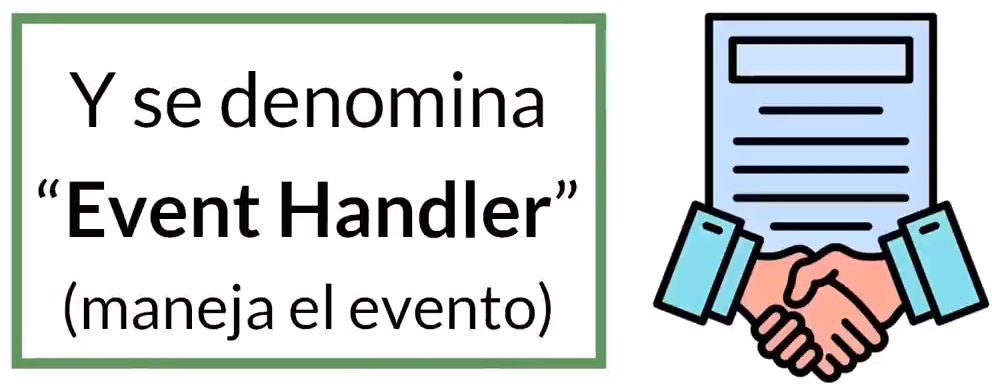 Y se denomina
“Event Handler”
(maneja el evento)